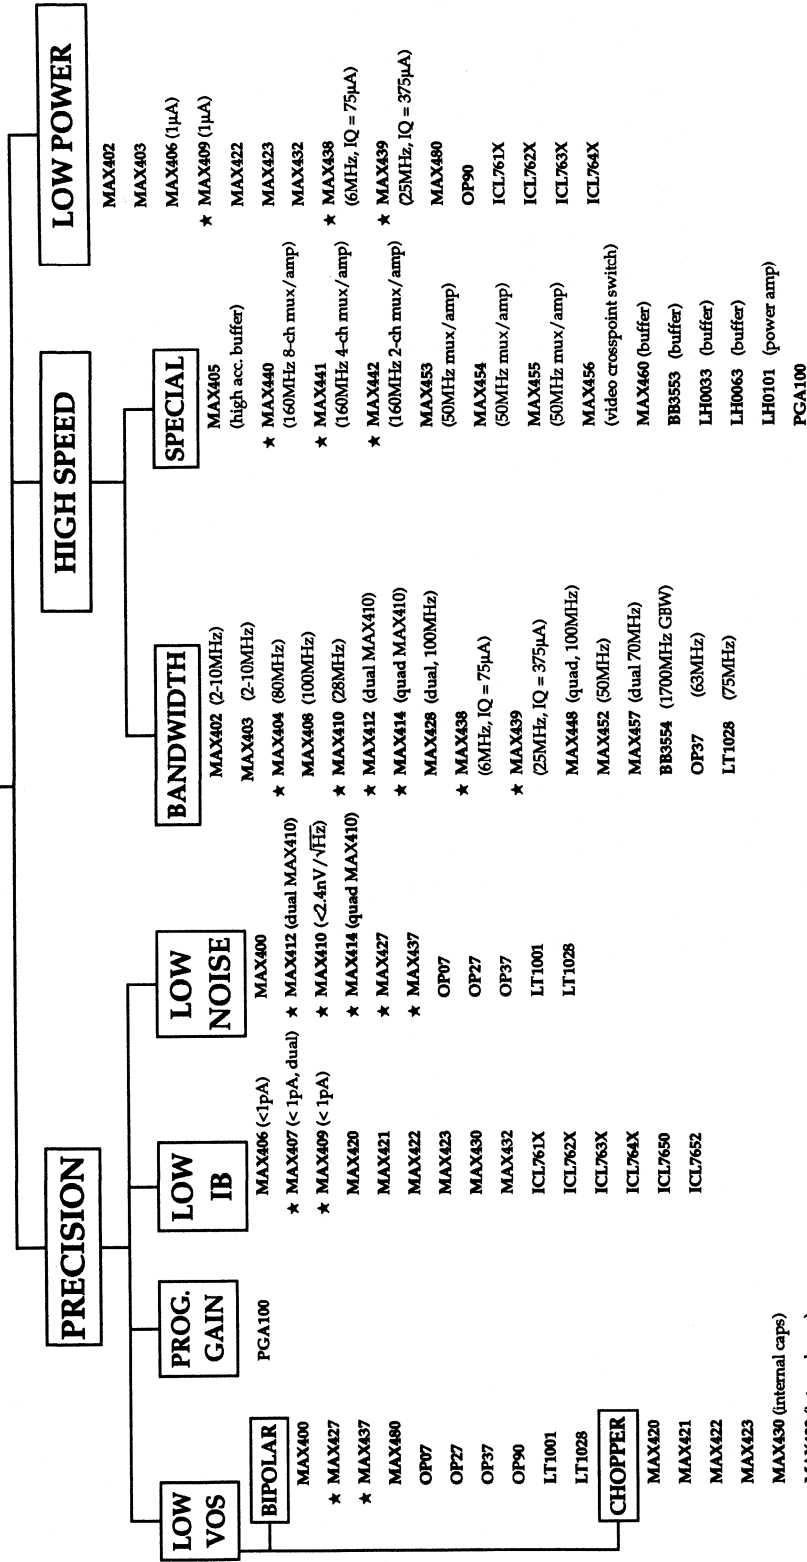 PRECISION
LOW
VOS
BIPOLAR
MAX400
★ MAX427
★ MAX437
MAX480
OP07
OP27
OP37
OP90
LT1001
LT1028
CHOPPER
MAX420
MAX421
MAX422
MAX423
MAX430 (internal caps)
PROG.
GAIN
PGA100
LOW
IB
MAX406 (<1pA)
★ MAX407 (< 1pA, dual)
★ MAX409 (< 1pA)
MAX420
MAX421
MAX422
MAX423
MAX430
MAX432
ICL761X
ICL762X
ICL763X
ICL764X
ICL7650
ICL7652
LOW
NOISE
MAX400
★ MAX412 (dual MAX410)
★ MAX410 (<2.4nV/√Hz)
★ MAX414 (quad MAX410)
★ MAX427
★ MAX437
OP07
OP27
OP37
LT1001
LT1028
HIGH SPEED
BANDWIDTH
MAX402 (2-10MHz)
MAX403 (2-10MHz)
★ MAX404 (80MHz)
MAX408 (100MHz)
★ MAX410 (28MHz)
★ MAX412 (dual MAX410)
★ MAX414 (quad MAX410)
MAX428 (dual, 100MHz)
★ MAX438
(6MHz, IQ = 75μA)
★ MAX439
(25MHz, IQ = 375μA)
MAX448 (quad, 100MHz)
MAX452 (50MHz)
MAX457 (dual 70MHz)
BB3554 (1700MHz GBW)
OP37 (63MHz)
LT1028 (75MHz)
SPECIAL
MAX405
(high acc. buffer)
★ MAX440
(160MHz 8-ch mux/amp)
★ MAX441
(160MHz 4-ch mux/amp)
★ MAX442
(160MHz 2-ch mux/amp)
MAX453
(50MHz mux/amp)
MAX454
(50MHz mux/amp)
MAX455
(50MHz mux/amp)
MAX456
(video crosspoint switch)
MAX460 (buffer)
BB3553 (buffer)
LH0033 (buffer)
LH0063 (buffer)
LH0101 (power amp)
PGA100
LOW POWER
MAX402
MAX403
MAX406 (1μA)
★ MAX409 (1μA)
MAX422
MAX423
MAX432
★ MAX438
(6MHz, IQ = 75μA)
★ MAX439
(25MHz, IQ = 375μA)
MAX480
OP90
ICL761X
ICL762X
ICL763X
ICL764X